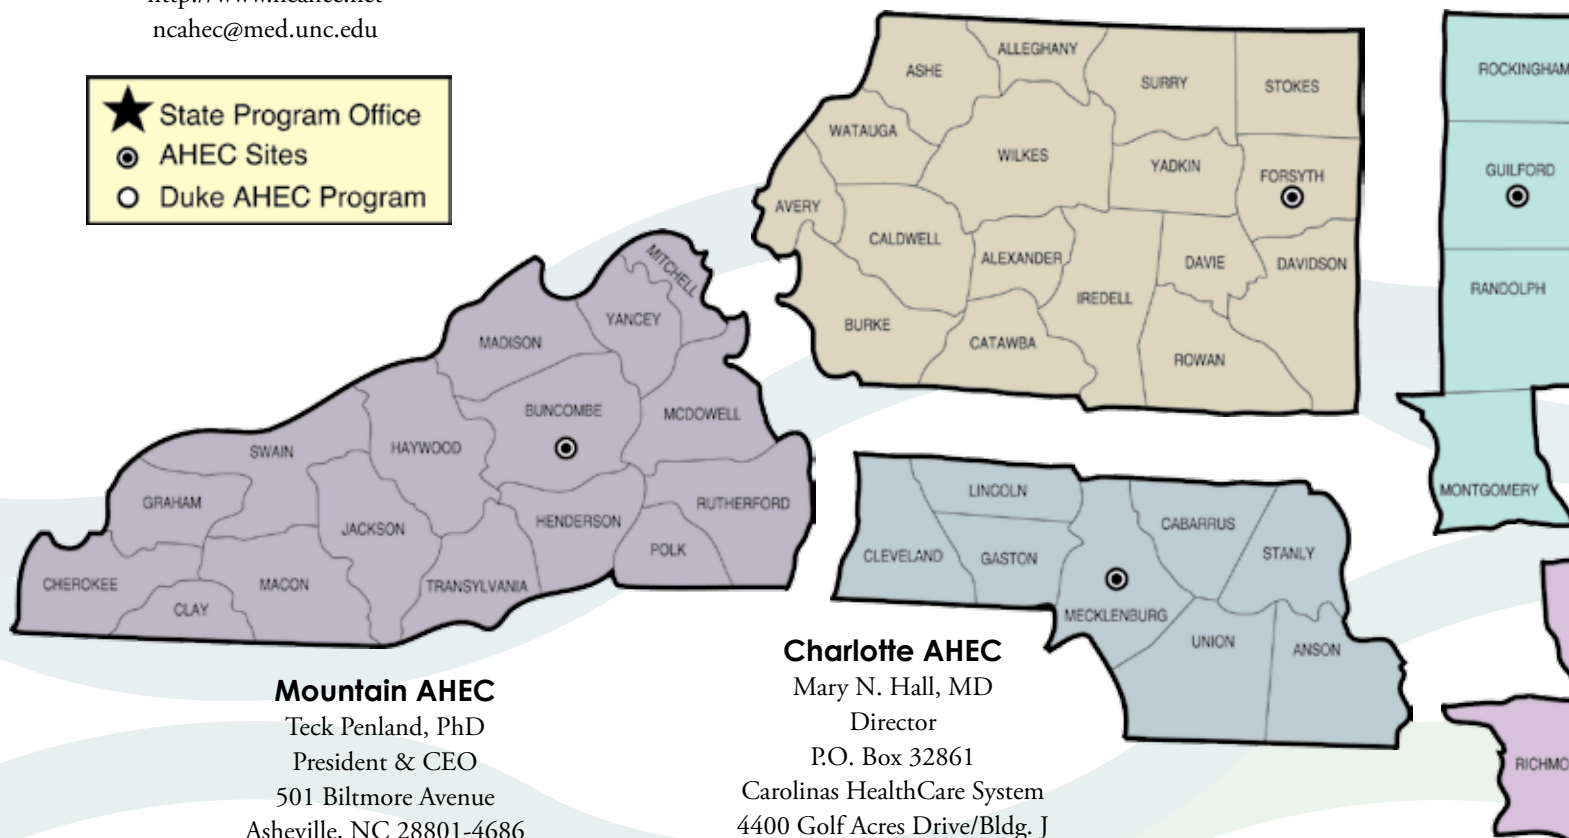 ncahec@med.unc.edu
State Program Office
AHEC Sites
Duke AHEC Program
ALLEGHANY
ASHE
SURRY
STOKES
WATAUGA
WILKES
YADKIN
FORSYTH
AVERY
CALDWELL
ALEXANDER
DAVIE
DAVIDSON
IREDELL
BURKE
CATAWBA
ROWAN
ROCKINGHAM
GUILFORD
RANDOLPH
MONTGOMERY
MITCHELL
YANCEY
MADISON
BUNCOMBE
MCDOWELL
SWAIN
HAYWOOD
GRAHAM
JACKSON
HENDERSON
RUTHERFORD
POLK
CHEROKEE
MACON
TRANSYLVANIA
CLAY
LINCOLN
CABARRUS
CLEVELAND
GASTON
STANLY
MECKLENBURG
UNION
ANSON
RICHMO
Mountain AHEC
Teck Penland, PhD
President & CEO
501 Biltmore Avenue
Asheville, NC 28801-4686
Charlotte AHEC
Mary N. Hall, MD
Director
P.O. Box 32861
Carolinas HealthCare System
4400 Golf Acres Drive/Bldg. J